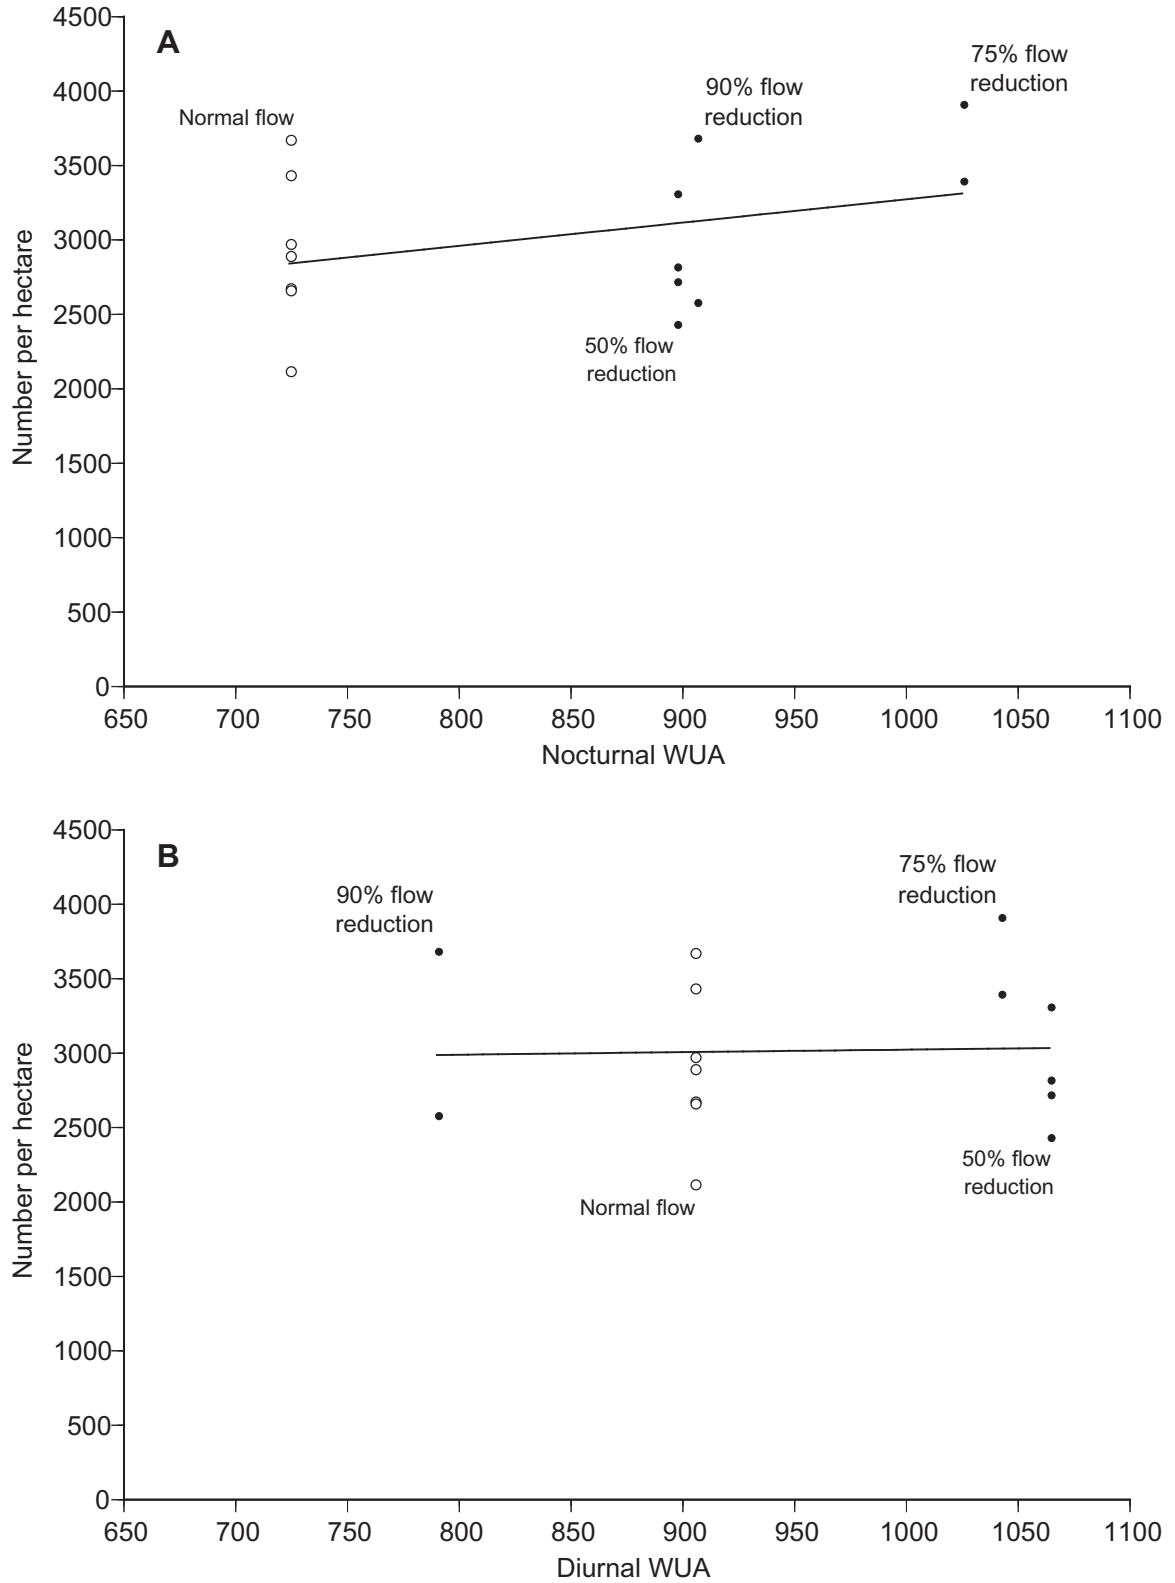 A
4500
4000
3500
3000
2500
2000
1500
1000
500
0
Number per hectare
Normal flow
90% flow
reduction
75% flow
reduction
50% flow
reduction
650 700 750 800 850 900 950 1000 1050 1100
Nocturnal WUA
B
4500
4000
3500
3000
2500
2000
1500
1000
500
0
Number per hectare
90% flow
reduction
75% flow
reduction
50% flow
reduction
Normal flow
650 700 750 800 850 900 950 1000 1050 1100
Diurnal WUA